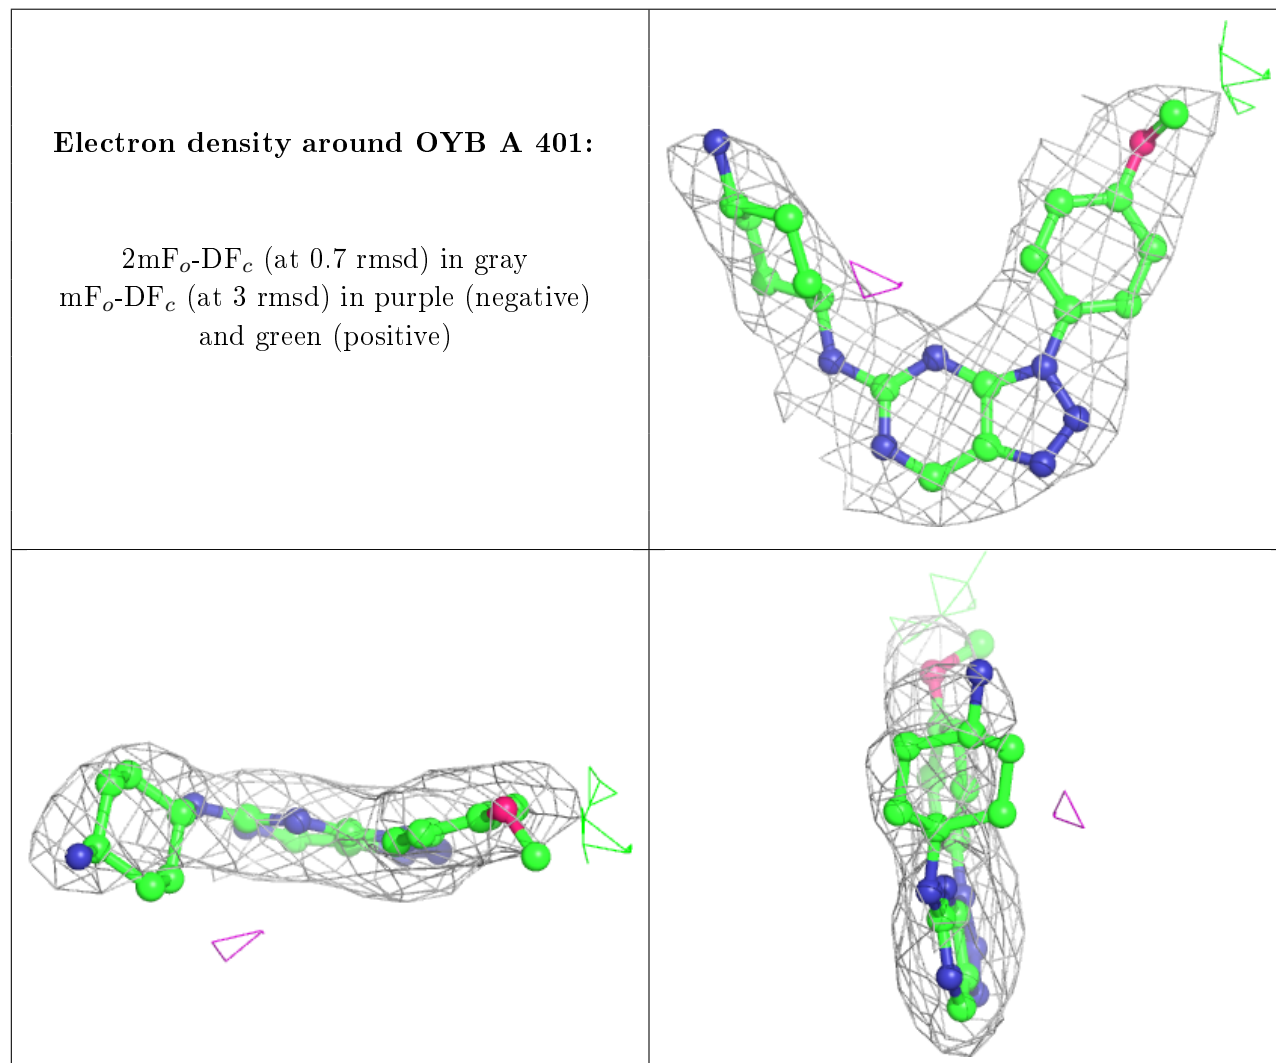 Electron density around OYB A 401:
2mFo-DFc (at 0.7 rmsd) in gray
mFo-DFc (at 3 rmsd) in purple (negative)
and green (positive)